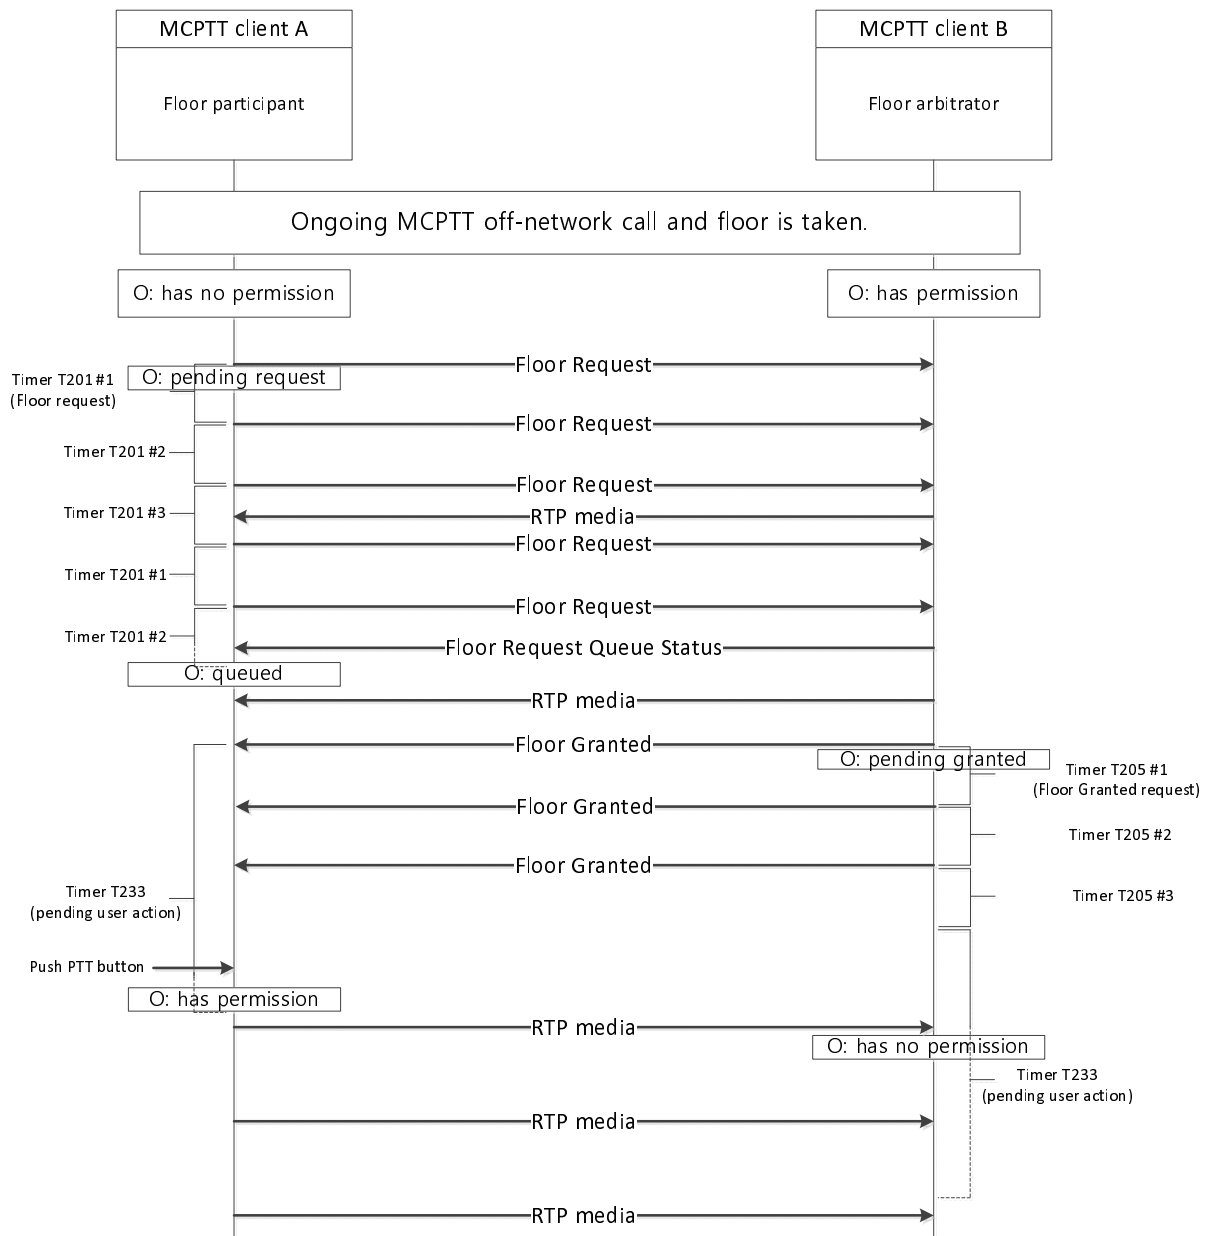 MCPTT client A
MCPTT client B
Floor participant
Floor arbitrator
Ongoing MCPTT off-network call and floor is taken.
O: has no permission
O: has permission
Floor Request
O: pending request
Timer T201 #1
(Floor request)
Floor Request
Timer T201 #2
Floor Request
Timer T201 #3
RTP media
Floor Request
Timer T201 #1
Floor Request
Timer T201 #2
Floor Request Queue Status
O: queued
RTP media
Floor Granted
O: pending granted
Timer T205 #1
(Floor Granted request)
Floor Granted
Timer T205 #2
Floor Granted
Timer T233
(pending user action)
Timer T205 #3
Push PTT button
O: has permission
RTP media
O: has no permission
Timer T233
(pending user action)
RTP media
RTP media